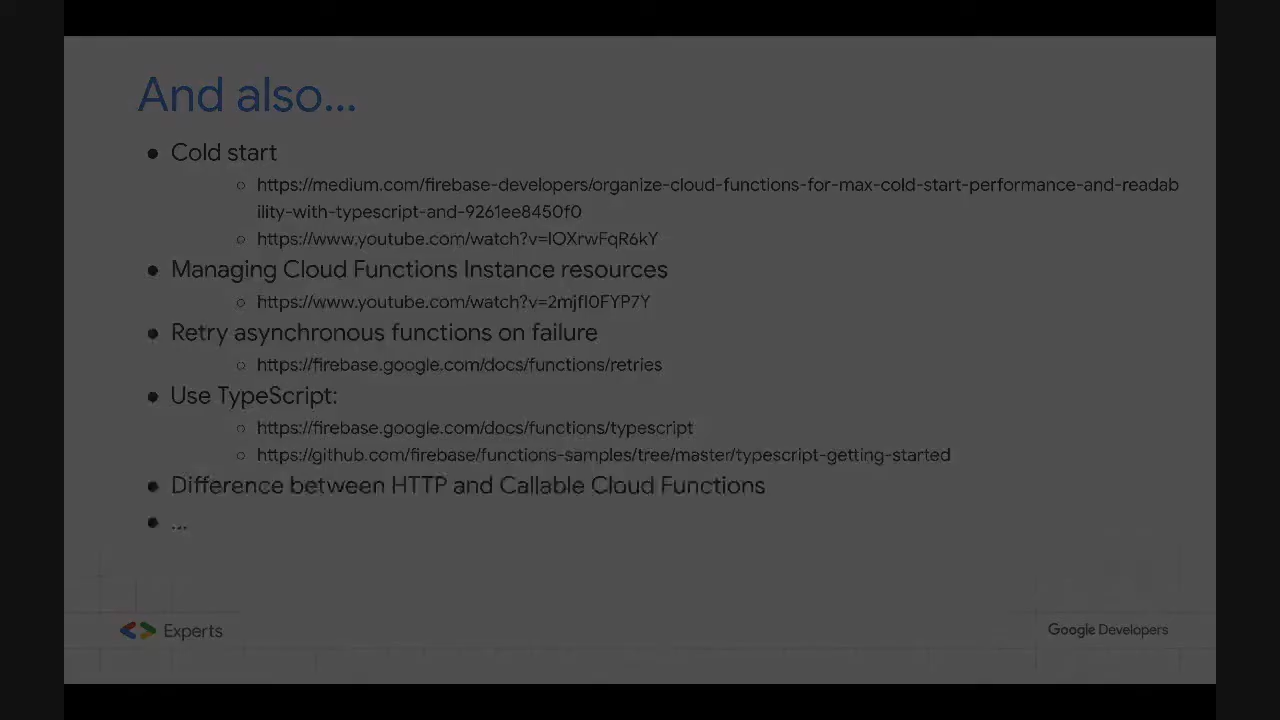 And also...
● Cold start
○ https://medium.com/firebase-developers/organize-cloud-functions-for-max-cold-start-performance-and-readab
ility-with-typescript-and-9261ee8450f0
○ https://www.youtube.com/watch?v=IOXrwFqR6kY
● Managing Cloud Functions Instance resources
○ https://www.youtube.com/watch?v=2mjfI0FYP7Y
● Retry asynchronous functions on failure
○ https://firebase.google.com/docs/functions/retries
● Use TypeScript:
○ https://firebase.google.com/docs/functions/typescript
○ https://github.com/firebase/functions-samples/tree/master/typescript-getting-started
● Difference between HTTP and Callable Cloud Functions
● ...
Experts
Google Developers